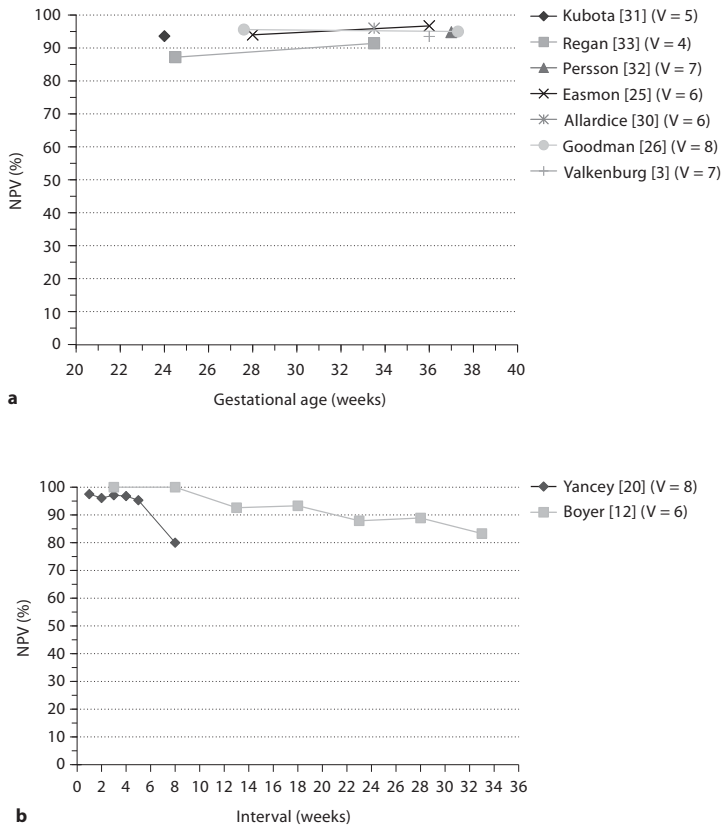 100
90
80
70
60
50
40
30
20
10
0
NPV (%)
20 22 24 26 28 30 32 34 36 38 40
Gestational age (weeks)
a
Kubota [31] (V = 5)
Regan [33] (V = 4)
Persson [32] (V = 7)
Easmon [25] (V = 6)
Allardice [30] (V = 6)
Goodman [26] (V = 8)
Valkenburg [3] (V = 7)
100
90
80
70
60
50
40
30
20
10
0
NPV (%)
0 2 4 6 8 10 12 14 16 18 20 22 24 26 28 30 32 34 36
Interval (weeks)
b
Yancey [20] (V = 8)
Boyer [12] (V = 6)